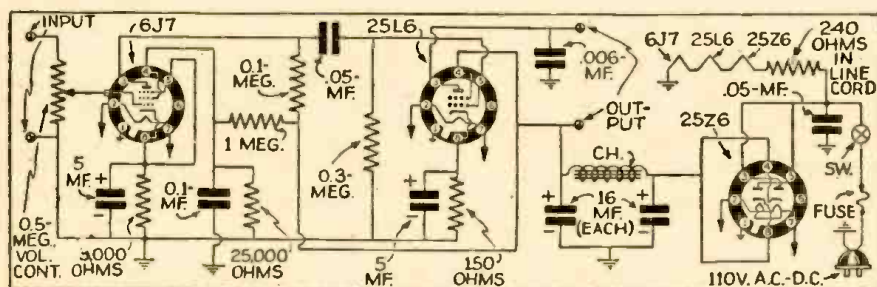 INPUT
6J7
0.1-
MEG.
.05-
MF.
25L6
.006-
MF.
6J7
25L6
25Z6
240
OHMS
IN
LINE
CORD
1 MEG.
0.3-
MEG.
OUT-
PUT
CH.
.05-MF.
25Z6
SW.
FUSE
5
MF.
0.1-
MF.
16
MF.
(EACH)
0.5-
MEG.,
VOL.
CONT.
OHMS
25,000
OHMS
5
MF.
150
OHMS
110V. A.C.-D.C.